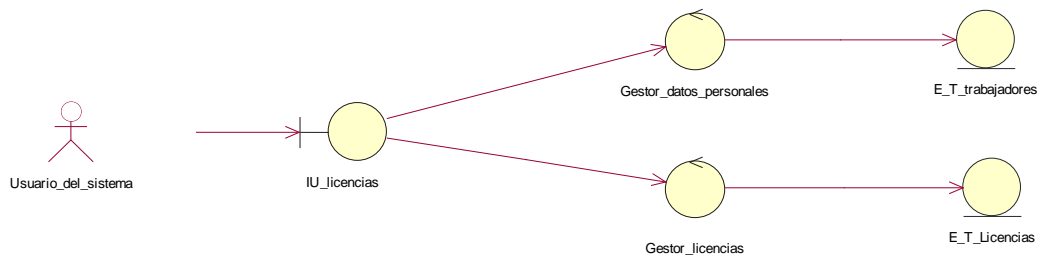 Gestor_datos_personales
E_T_trabajadores
Usuario_del_sistema
IU_licencias
Gestor_licencias
E_T_Licencias